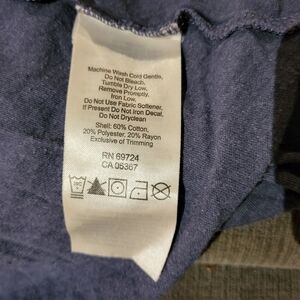 Machine Wash Cold Gentle,
Do Not Bleach,
Tumble Dry Low,
Remove Promptly,
Iron Low,
Do Not Use Fabric Softener,
If Present Do Not Iron Decal,
Do Not Dryclean
Shell: 60% Cotton,
20% Polyester, 20% Rayon
Exclusive of Trimming
RN 69724
CA 05367